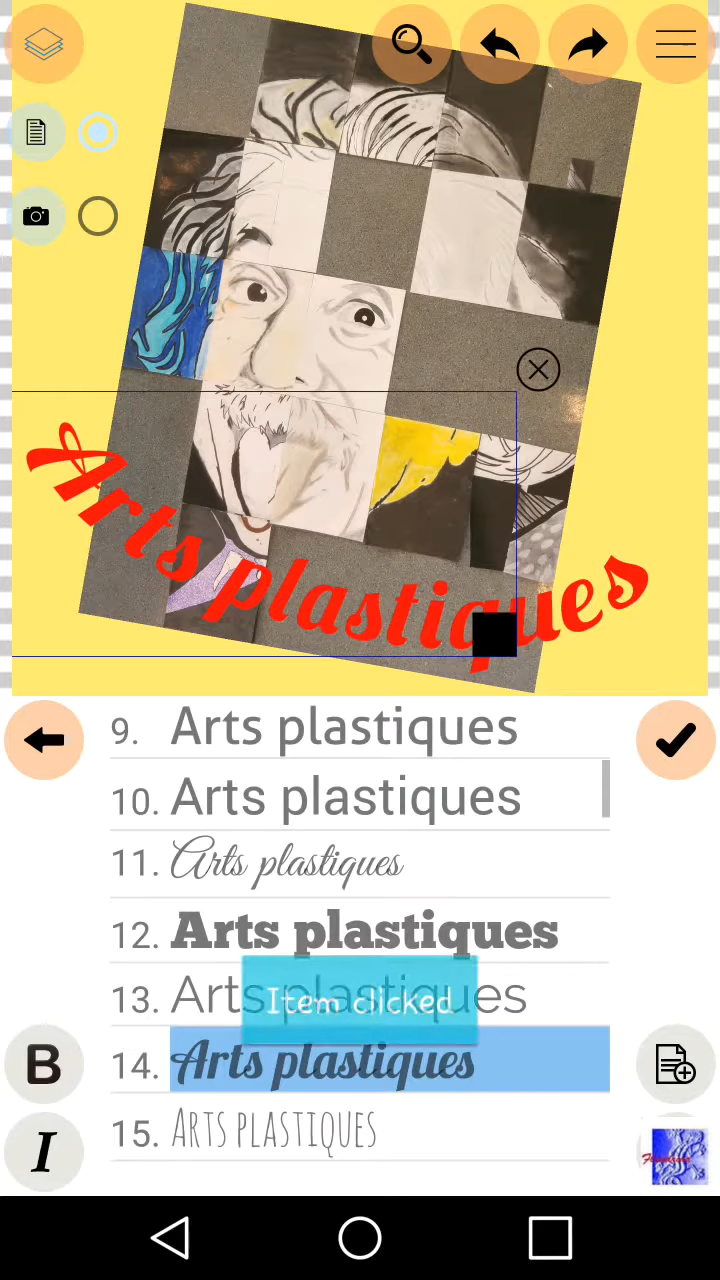 Arts plastiques
9. Arts plastiques
10. Arts plastiques
11. Arts plastiques
12. Arts plastiques
13. Arts plastiques
Item clicked
14. Arts plastiques
15. ARTS PLASTIQUES
B
I